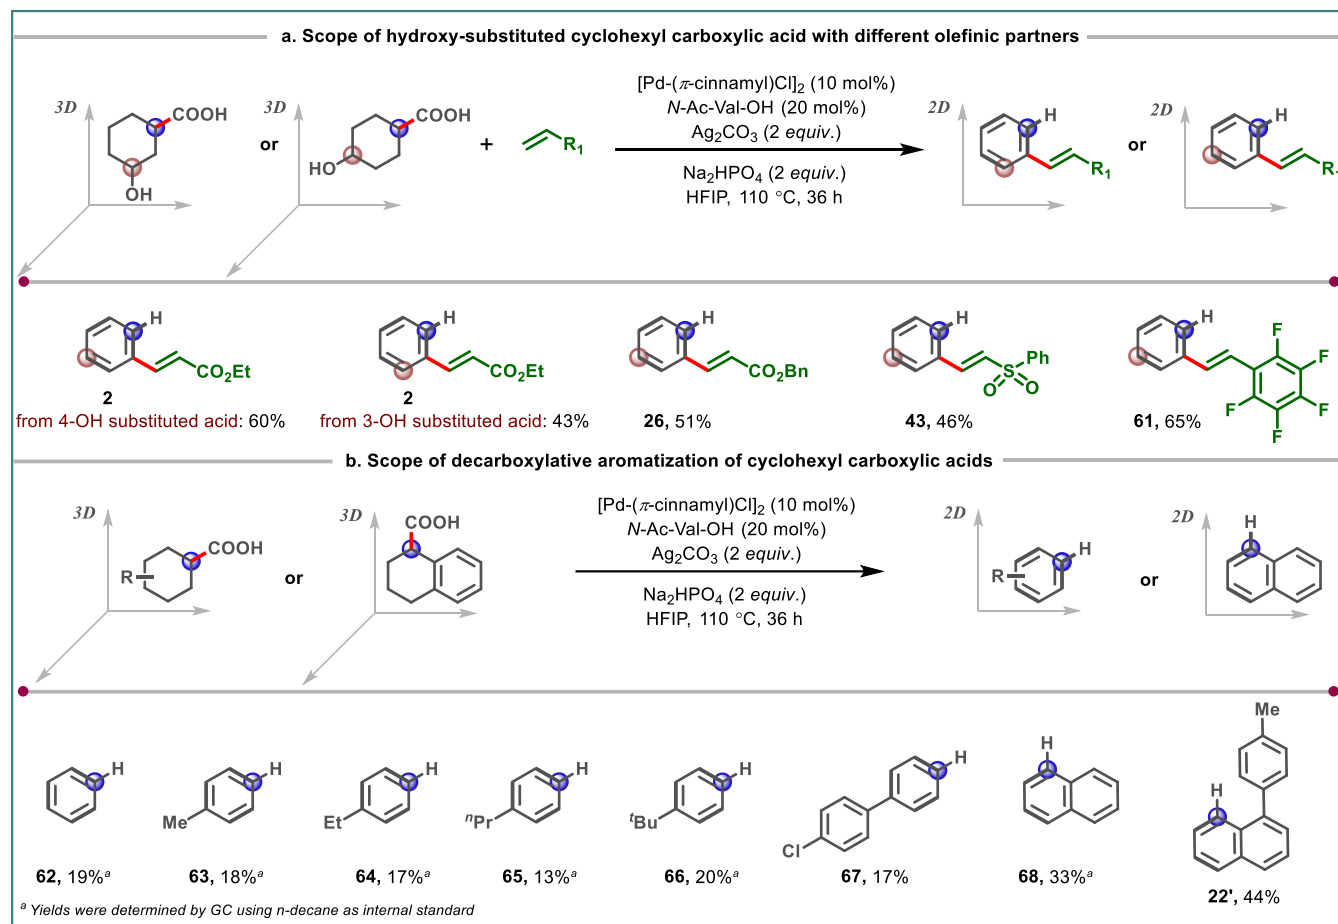 a. Scope of hydroxy-substituted cyclohexyl carboxylic acid with different olefinic partners
3D
COOH
OH
or
3D
COOH
HO
+
R1
[Pd-(π-cinnamyl)Cl]2 (10 mol%)
N-Ac-Val-OH (20 mol%)
Ag2CO3 (2 equiv.)
Na2HPO4 (2 equiv.)
HFIP, 110 °C, 36 h
2D
H
R1
or
2D
H
R1
H
CO2Et
2
from 4-OH substituted acid: 60%
H
CO2Et
2
from 3-OH substituted acid: 43%
H
CO2Bn
26, 51%
H
Ph
S
O O
43, 46%
H
F
F
F
F
F
61, 65%
b. Scope of decarboxylative aromatization of cyclohexyl carboxylic acids
3D
COOH
R
or
3D
COOH
[Pd-(π-cinnamyl)Cl]2 (10 mol%)
N-Ac-Val-OH (20 mol%)
Ag2CO3 (2 equiv.)
Na2HPO4 (2 equiv.)
HFIP, 110 °C, 36 h
2D
H
R
or
2D
H
H
62, 19%a
H
Me
63, 18%a
H
Et
64, 17%a
H
nPr
65, 13%a
H
tBu
66, 20%a
H
Cl
67, 17%
H
68, 33%a
Me
H
22', 44%
a Yields were determined by GC using n-decane as internal standard